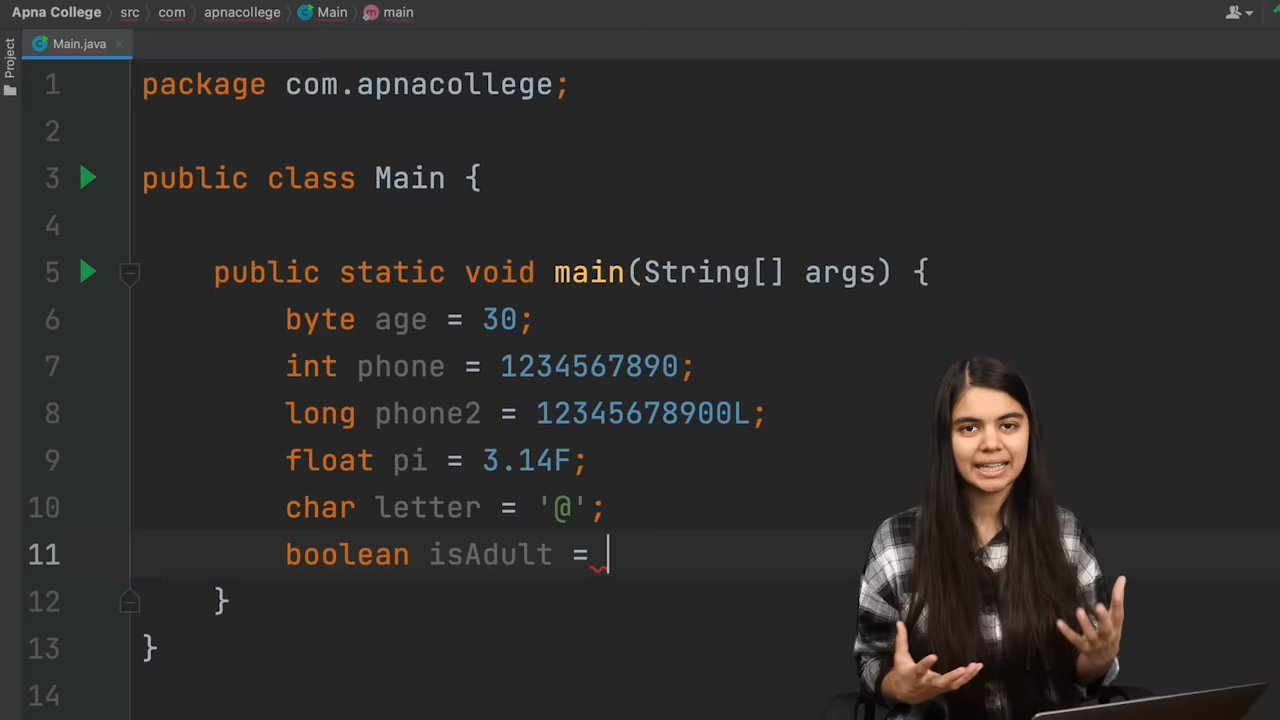 Apna College src com apnacollege Main main
Project
Main.java
1 package com.apnacollege;
2
3 public class Main {
4
5 public static void main(String[] args) {
6 byte age = 30;
7 int phone = 1234567890;
8 long phone2 = 12345678900L;
9 float pi = 3.14F;
10 char letter = '@';
11 boolean isAdult =
12 }
13 }
14